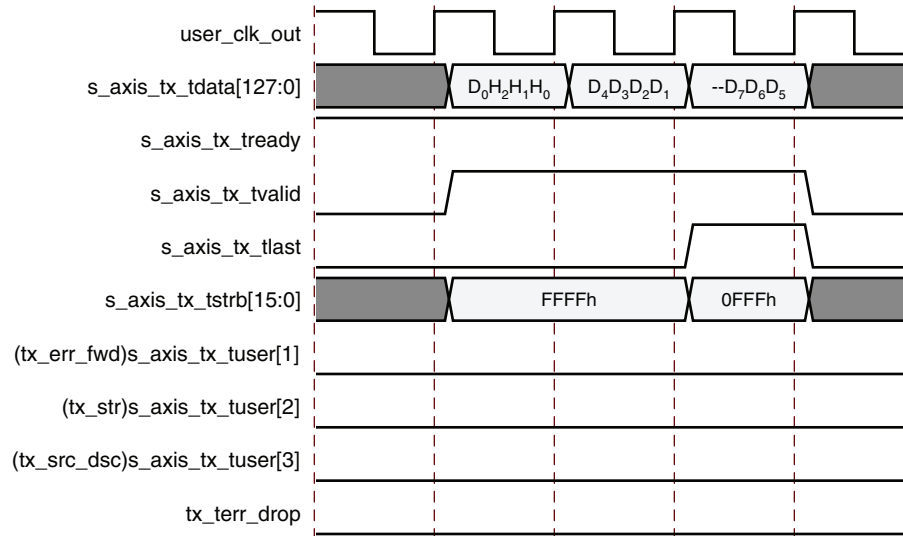 user_clk_out
s_axis_tx_tdata[127:0] D0H2H1H0 D4D3D2D1 --D7D6D5
s_axis_tx_tready
s_axis_tx_tvalid
s_axis_tx_tlast
s_axis_tx_tstrb[15:0] FFFFh 0FFFh
(tx_err_fwd)s_axis_tx_tuser[1]
(tx_str)s_axis_tx_tuser[2]
(tx_src_dsc)s_axis_tx_tuser[3]
tx_terr_drop